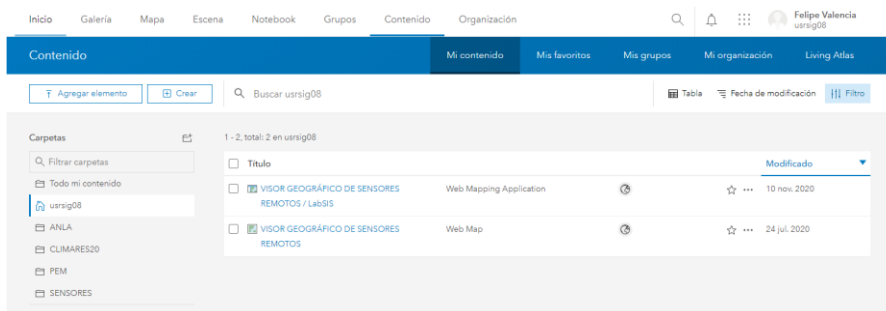 Inicio Galería Mapa Escena Notebook Grupos Contenido Organización Felipe Valencia
usrsig08
Contenido Mi contenido Mis favoritos Mis grupos Mi organización Living Atlas
Agregar elemento Crear Buscar usrsig08 Tabla Fecha de modificación Filtro
Carpetas
Filtrar carpetas
Todo mi contenido
usrsig08
ANLA
CLIMARES20
PEM
SENSORES
1 - 2, total: 2 en usrsig08
Título Modificado
VISOR GEOGRÁFICO DE SENSORES Web Mapping Application 10 nov. 2020
REMOTOS / LabSIS
VISOR GEOGRÁFICO DE SENSORES Web Map 24 jul. 2020
REMOTOS